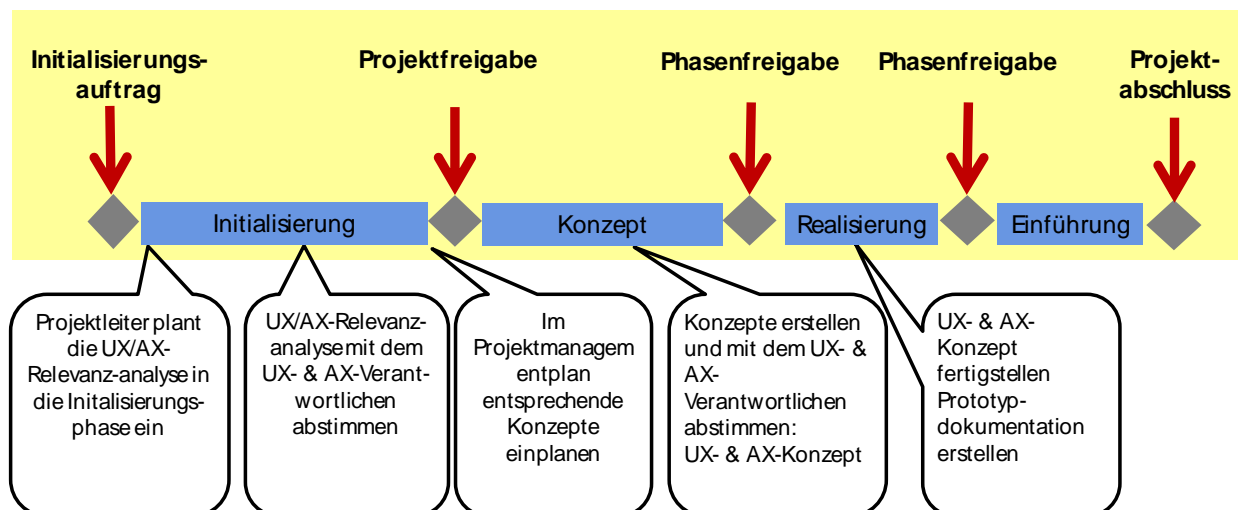 Initialisierungs-
auftrag
Projektfreigabe
Phasenfreigabe
Phasenfreigabe
Projekt-
abschluss
Initialisierung
Konzept
Realisierung
Einführung
Projektleiter plant
die UX/AX-
Relevanz-analyse in
die Initalisierungs-
phase ein
UX/AX-Relevanz-
analyse mit dem
UX- & AX-Verant-
wortlichen
abstimmen
Im
Projektmanagem
entplan
entsprechende
Konzepte
einplanen
Konzepte erstellen
und mit dem UX- &
AX-
Verantwortlichen
abstimmen:
UX- & AX-Konzept
UX- & AX-
Konzept
fertigstellen
Prototyp-
dokumentation
erstellen